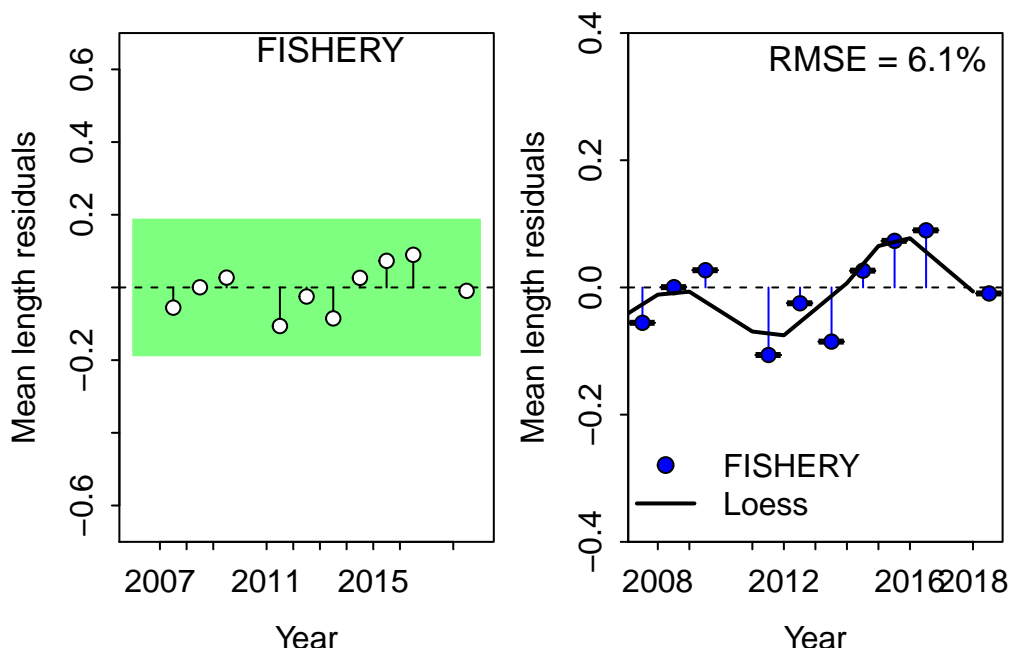 FISHERY
Mean length residuals
0.6
0.4
0.2
−0.2
−0.6
2007 2011 2015
Year
RMSE = 6.1%
Mean length residuals
0.4
0.2
0.0
−0.2
−0.4
FISHERY
Loess
2008 2012 2016 2018
Year